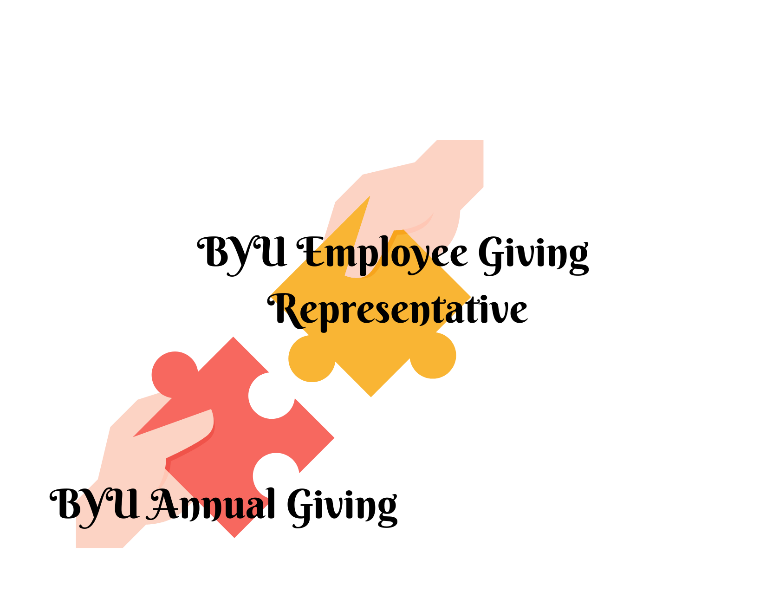 BYU Employee Giving
Representative
BYU Annual Giving